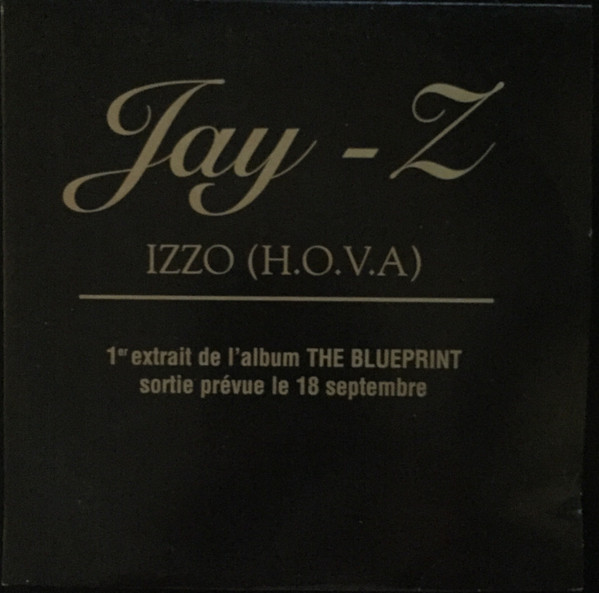 Jay - Z
IZZO (H.O.V.A)
1er extrait de l'album THE BLUEPRINT
sortie prévue le 18 septembre